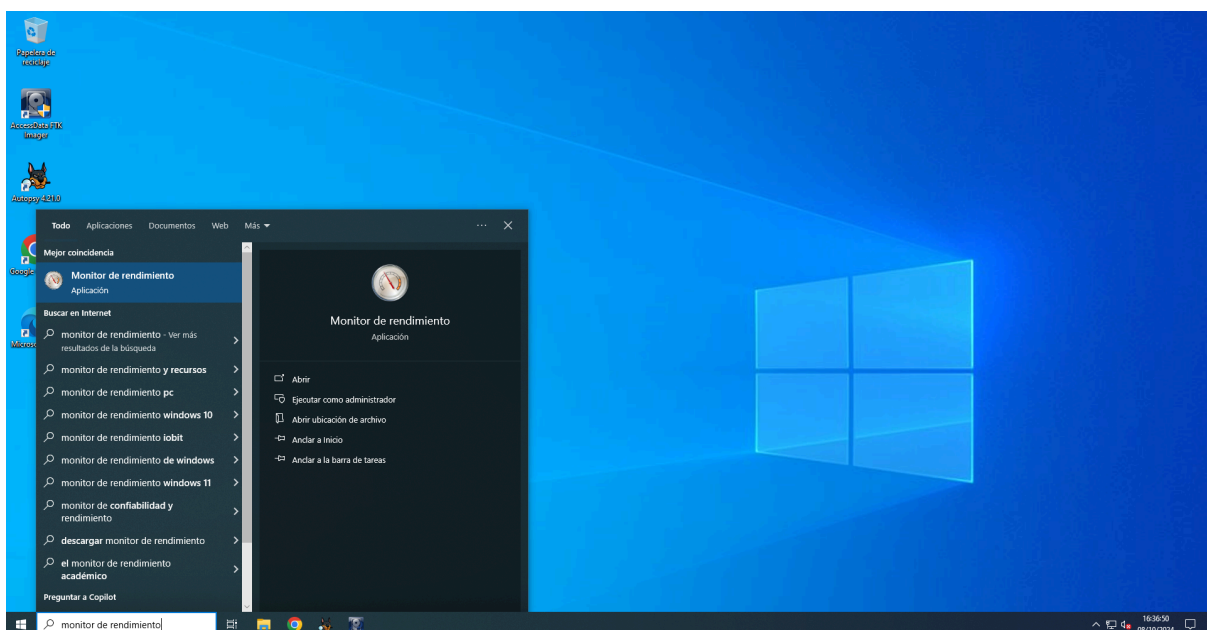 Papelera de
reciclaje
AccessData FTK
Imager
Autopsy 4.21.0
Google
Todo Aplicaciones Documentos Web Más
Mejor coincidencia
Monitor de rendimiento
Aplicación
Buscar en Internet
monitor de rendimiento - Ver más
resultados de la búsqueda
monitor de rendimiento y recursos
monitor de rendimiento pc
monitor de rendimiento windows 10
monitor de rendimiento iobit
monitor de rendimiento de windows
monitor de rendimiento windows 11
monitor de confiabilidad y
rendimiento
descargar monitor de rendimiento
el monitor de rendimiento
académico
Preguntar a Copilot
Monitor de rendimiento
Aplicación
Abrir
Ejecutar como administrador
Abrir ubicación de archivo
Anclar a Inicio
Anclar a la barra de tareas
monitor de rendimiento
16:36:50
08/10/2024